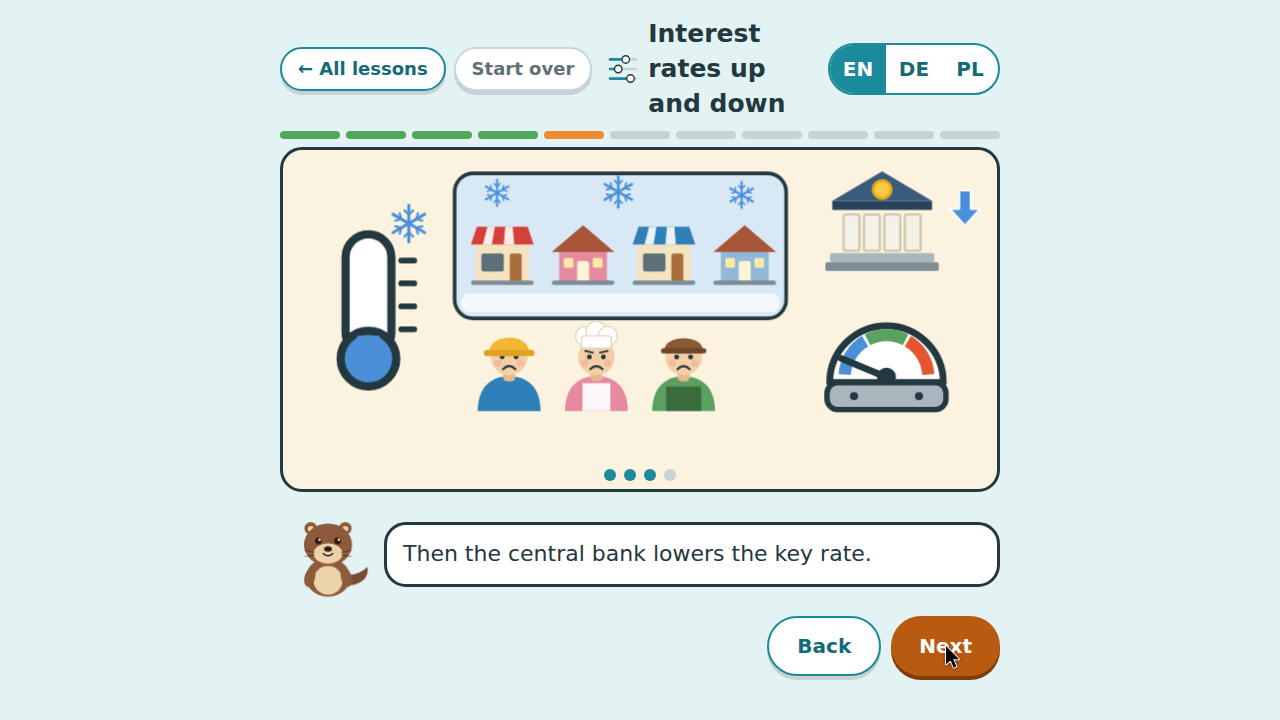 ← All lessons
Start over
Interest
rates up
and down
EN DE PL
Then the central bank lowers the key rate.
Back
Next